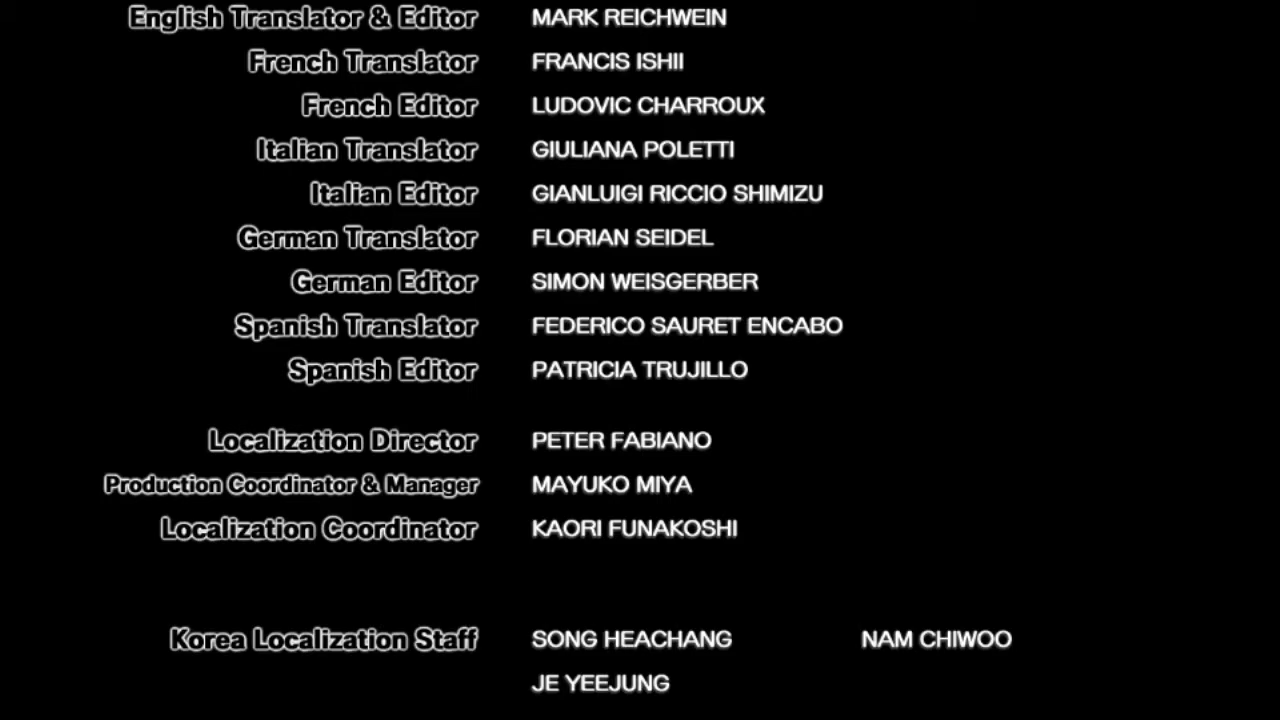 English Translator & Editor MARK REICHWEIN
French Translator FRANCIS ISHII
French Editor LUDOVIC CHARROUX
Italian Translator GIULIANA POLETTI
Italian Editor GIANLUIGI RICCIO SHIMIZU
German Translator FLORIAN SEIDEL
German Editor SIMON WEISGERBER
Spanish Translator FEDERICO SAURET ENCABO
Spanish Editor PATRICIA TRUJILLO
Localization Director PETER FABIANO
Production Coordinator & Manager MAYUKO MIYA
Localization Coordinator KAORI FUNAKOSHI
Korea Localization Staff SONG HEACHANG NAM CHIWOO
JE YEEJUNG